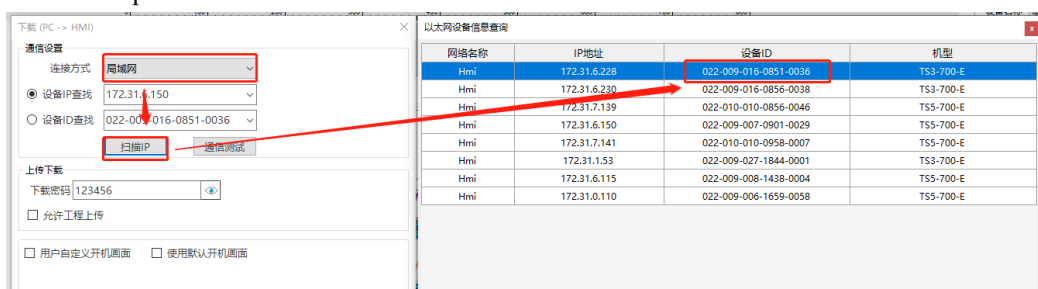 下载 (PC -> HMI)
通信设置
连接方式 局域网
设备IP查找 172.31.6.150
设备ID查找 022-009-016-0851-0036
扫描IP 通信测试
上传下载
下载密码 123456
允许工程上传
用户自定义开机画面 使用默认开机画面
以太网设备信息查询
网络名称 IP地址 设备ID 机型
Hmi 172.31.6.228 022-009-016-0851-0036 TS3-700-E
Hmi 172.31.6.230 022-009-016-0856-0038 TS3-700-E
Hmi 172.31.7.139 022-010-010-0856-0046 TS5-700-E
Hmi 172.31.6.150 022-009-007-0901-0029 TS5-700-E
Hmi 172.31.7.141 022-010-010-0958-0007 TS5-700-E
Hmi 172.31.1.53 022-009-027-1844-0001 TS3-700-E
Hmi 172.31.6.115 022-009-008-1438-0004 TS5-700-E
Hmi 172.31.0.110 022-009-006-1659-0058 TS5-700-E